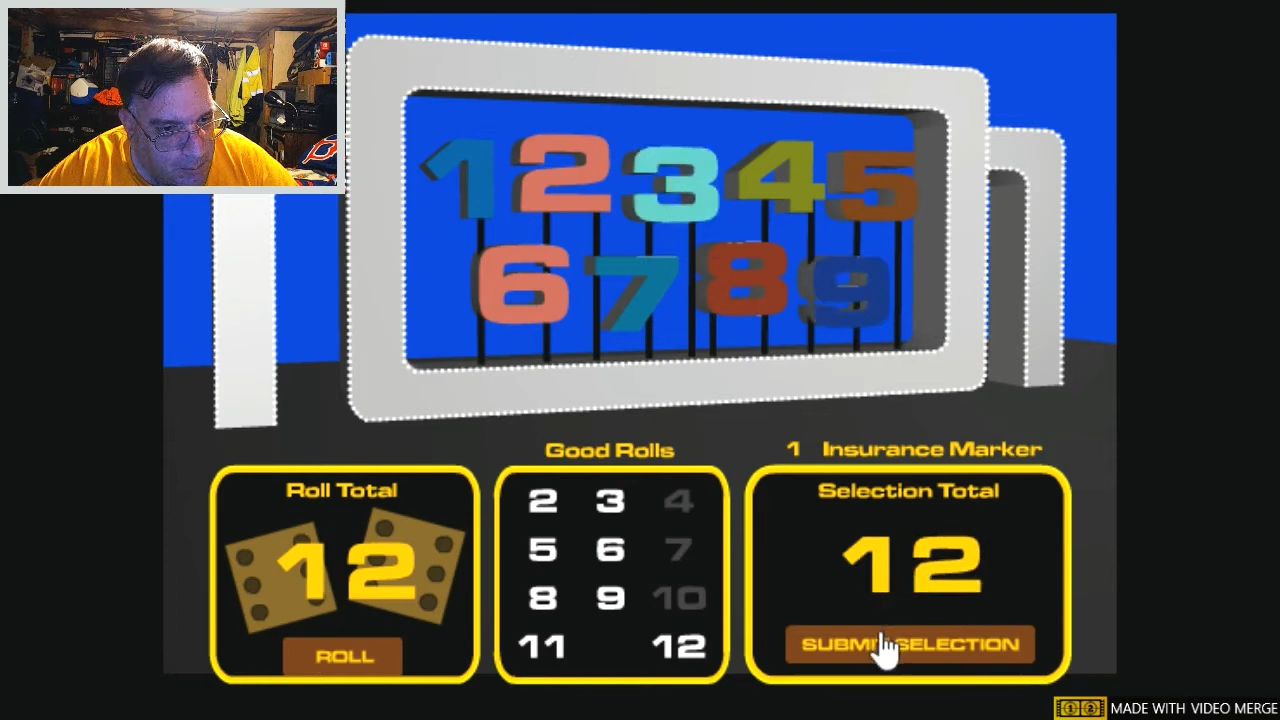 1 2 3 4 5
6 7 8 9
Good Rolls
1 Insurance Marker
Roll Total
12
ROLL
2 3 4
5 6 7
8 9 10
11 12
Selection Total
12
SUBMIT SELECTION
MADE WITH VIDEO MERGE